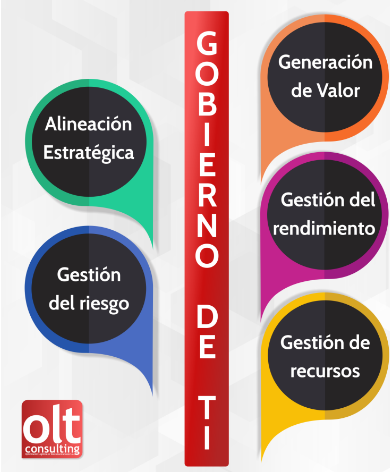 GOBIERNO DE TI
Alineación
Estratégica
Gestión
del riesgo
Generación
de Valor
Gestión del
rendimiento
Gestión de
recursos
olt
consulting